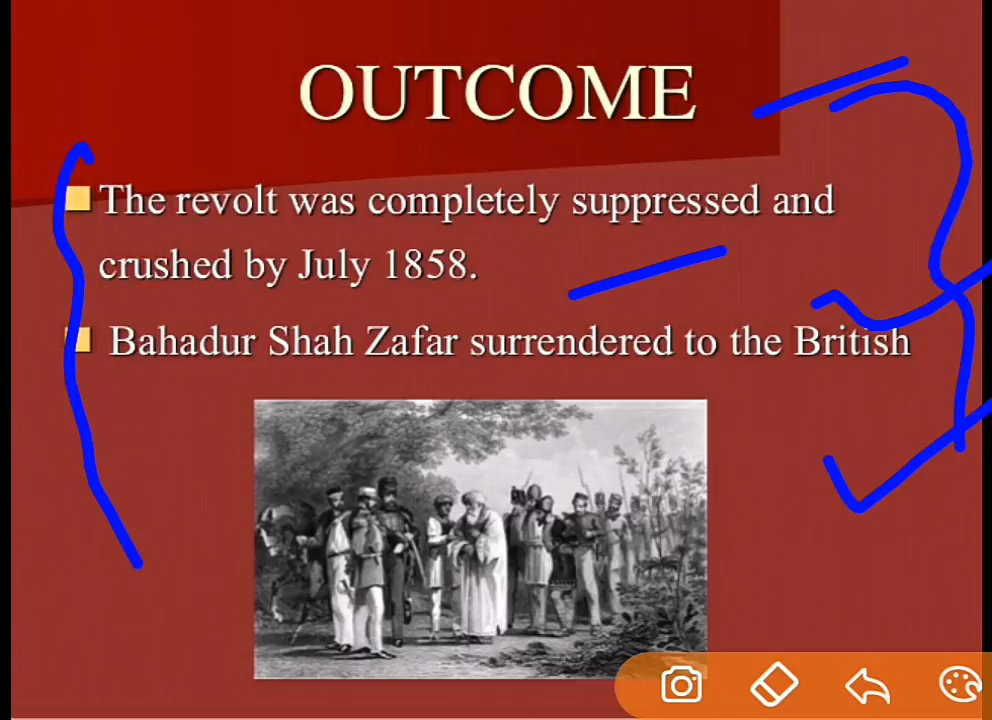 OUTCOME
The revolt was completely suppressed and
crushed by July 1858.
Bahadur Shah Zafar surrendered to the British